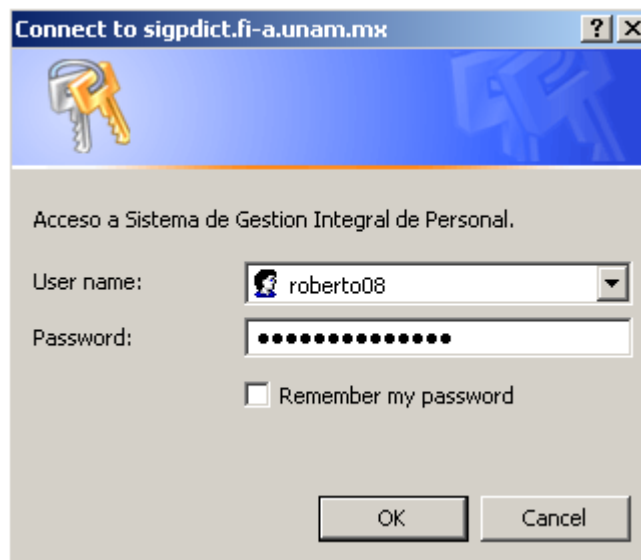 Connect to sigpdict.fi-a.unam.mx
Acceso a Sistema de Gestion Integral de Personal.
User name: roberto08
Password: ●●●●●●●●●●●●●●
Remember my password
OK Cancel